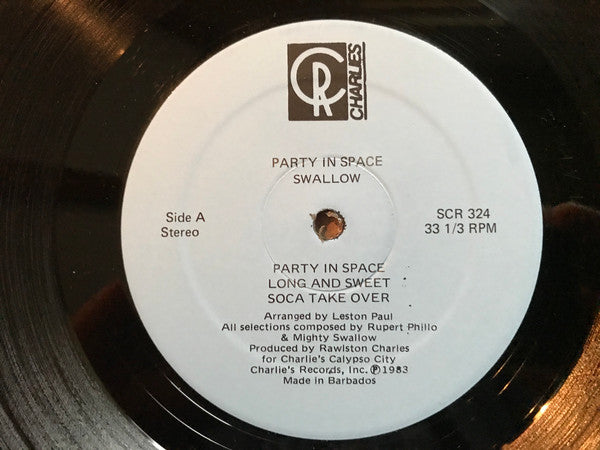 CR
CHARLES
PARTY IN SPACE
SWALLOW
Side A
Stereo
SCR 324
33 1/3 RPM
PARTY IN SPACE
LONG AND SWEET
SOCA TAKE OVER
Arranged by Leston Paul
All selections composed by Rupert Phillo
& Mighty Swallow
Produced by Rawlston Charles
for Charlie's Calypso City
Charlie's Records, Inc. ℗1983
Made in Barbados